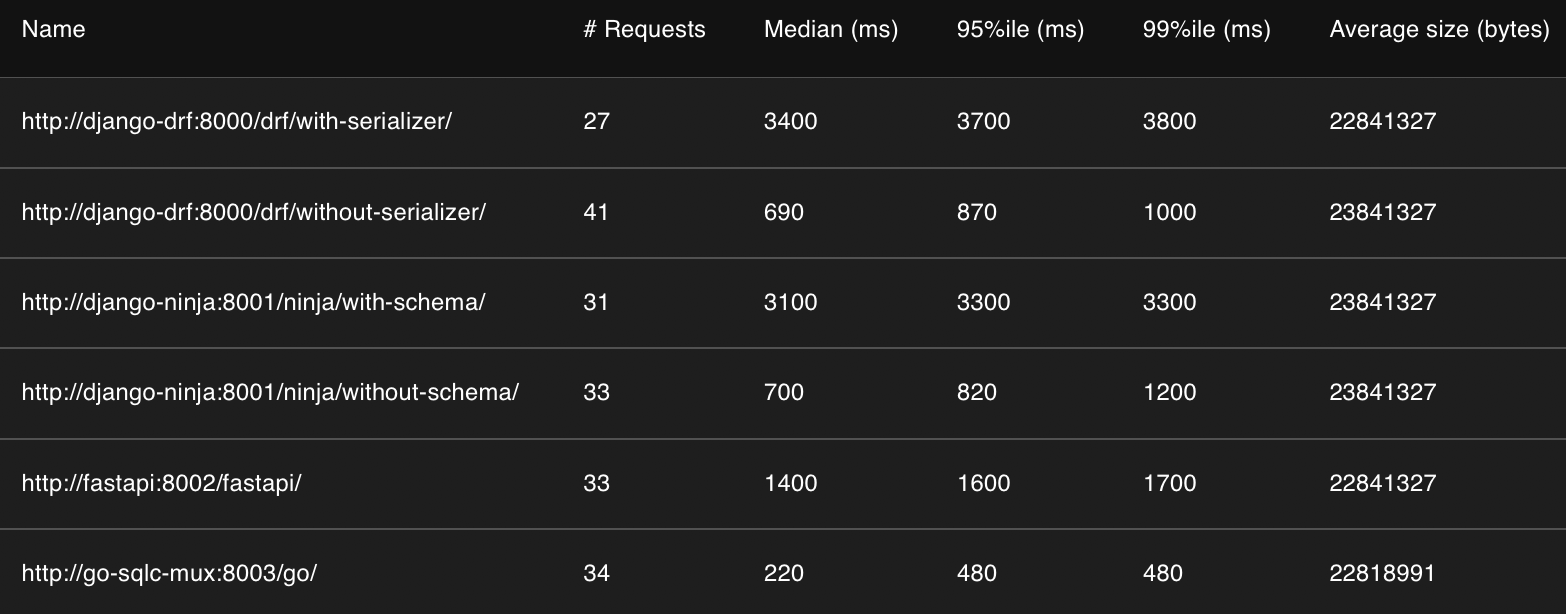 Name # Requests Median (ms) 95%ile (ms) 99%ile (ms) Average size (bytes)
http://django-drf:8000/drf/with-serializer/ 27 3400 3700 3800 22841327
http://django-drf:8000/drf/without-serializer/ 41 690 870 1000 23841327
http://django-ninja:8001/ninja/with-schema/ 31 3100 3300 3300 23841327
http://django-ninja:8001/ninja/without-schema/ 33 700 820 1200 23841327
http://fastapi:8002/fastapi/ 33 1400 1600 1700 22841327
http://go-sqlc-mux:8003/go/ 34 220 480 480 22818991